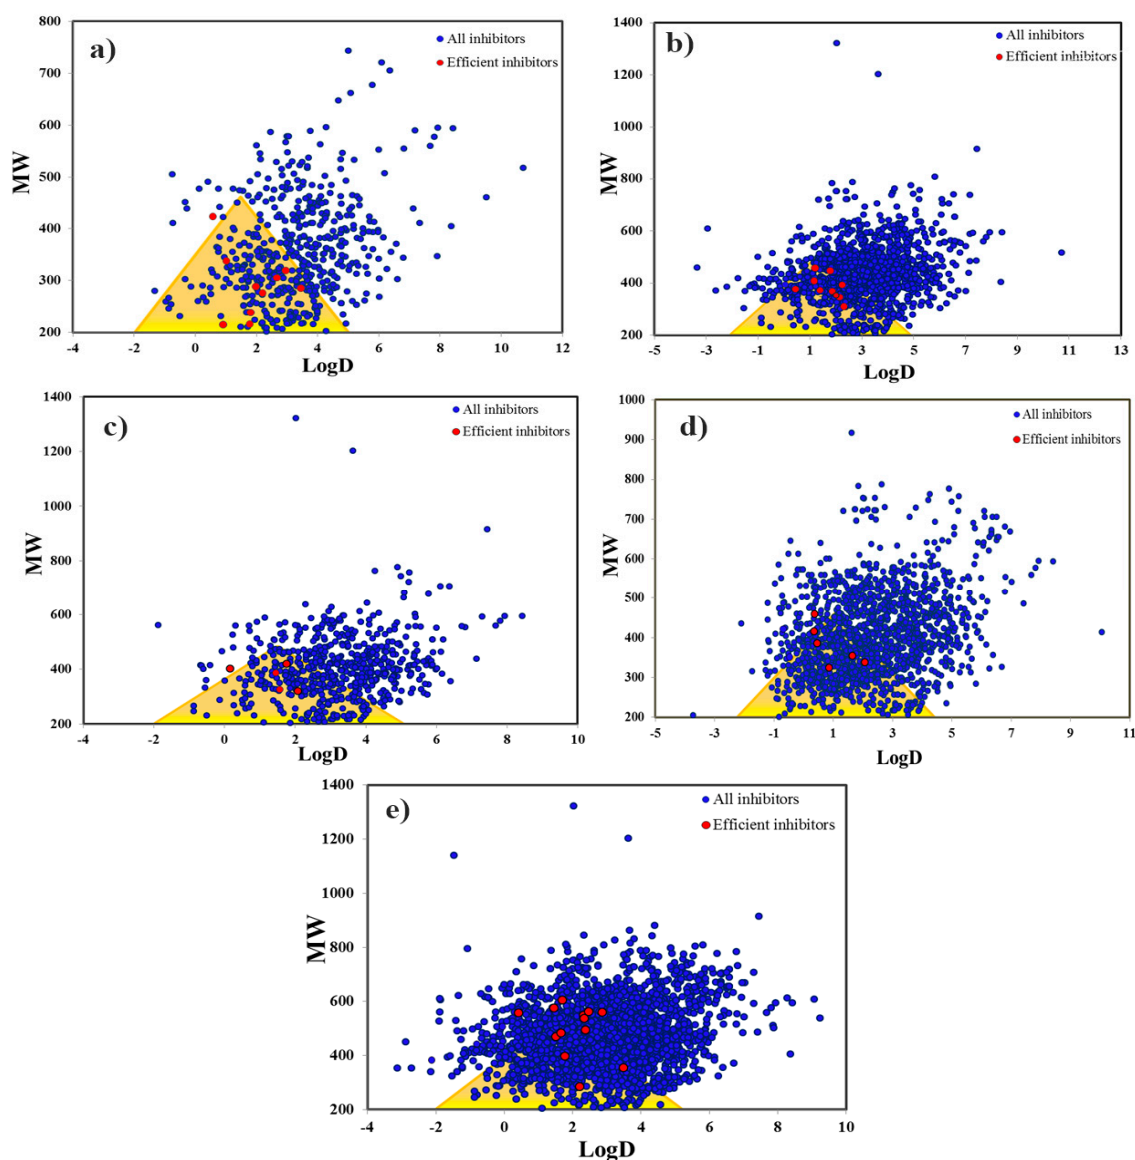 a)
All inhibitors
Efficient inhibitors
MW
800
700
600
500
400
300
200
-4 -2 0 2 4 6 8 10 12
LogD
b)
All inhibitors
Efficient inhibitors
MW
1400
1200
1000
800
600
400
200
-5 -3 -1 1 3 5 7 9 11 13
LogD
c)
All inhibitors
Efficient inhibitors
MW
1400
1200
1000
800
600
400
200
-4 -2 0 2 4 6 8 10
LogD
d)
All inhibitors
Efficient inhibitors
MW
1000
900
800
700
600
500
400
300
200
-5 -3 -1 1 3 5 7 9 11
LogD
e)
All inhibitors
Efficient inhibitors
MW
1400
1200
1000
800
600
400
200
-4 -2 0 2 4 6 8 10
LogD